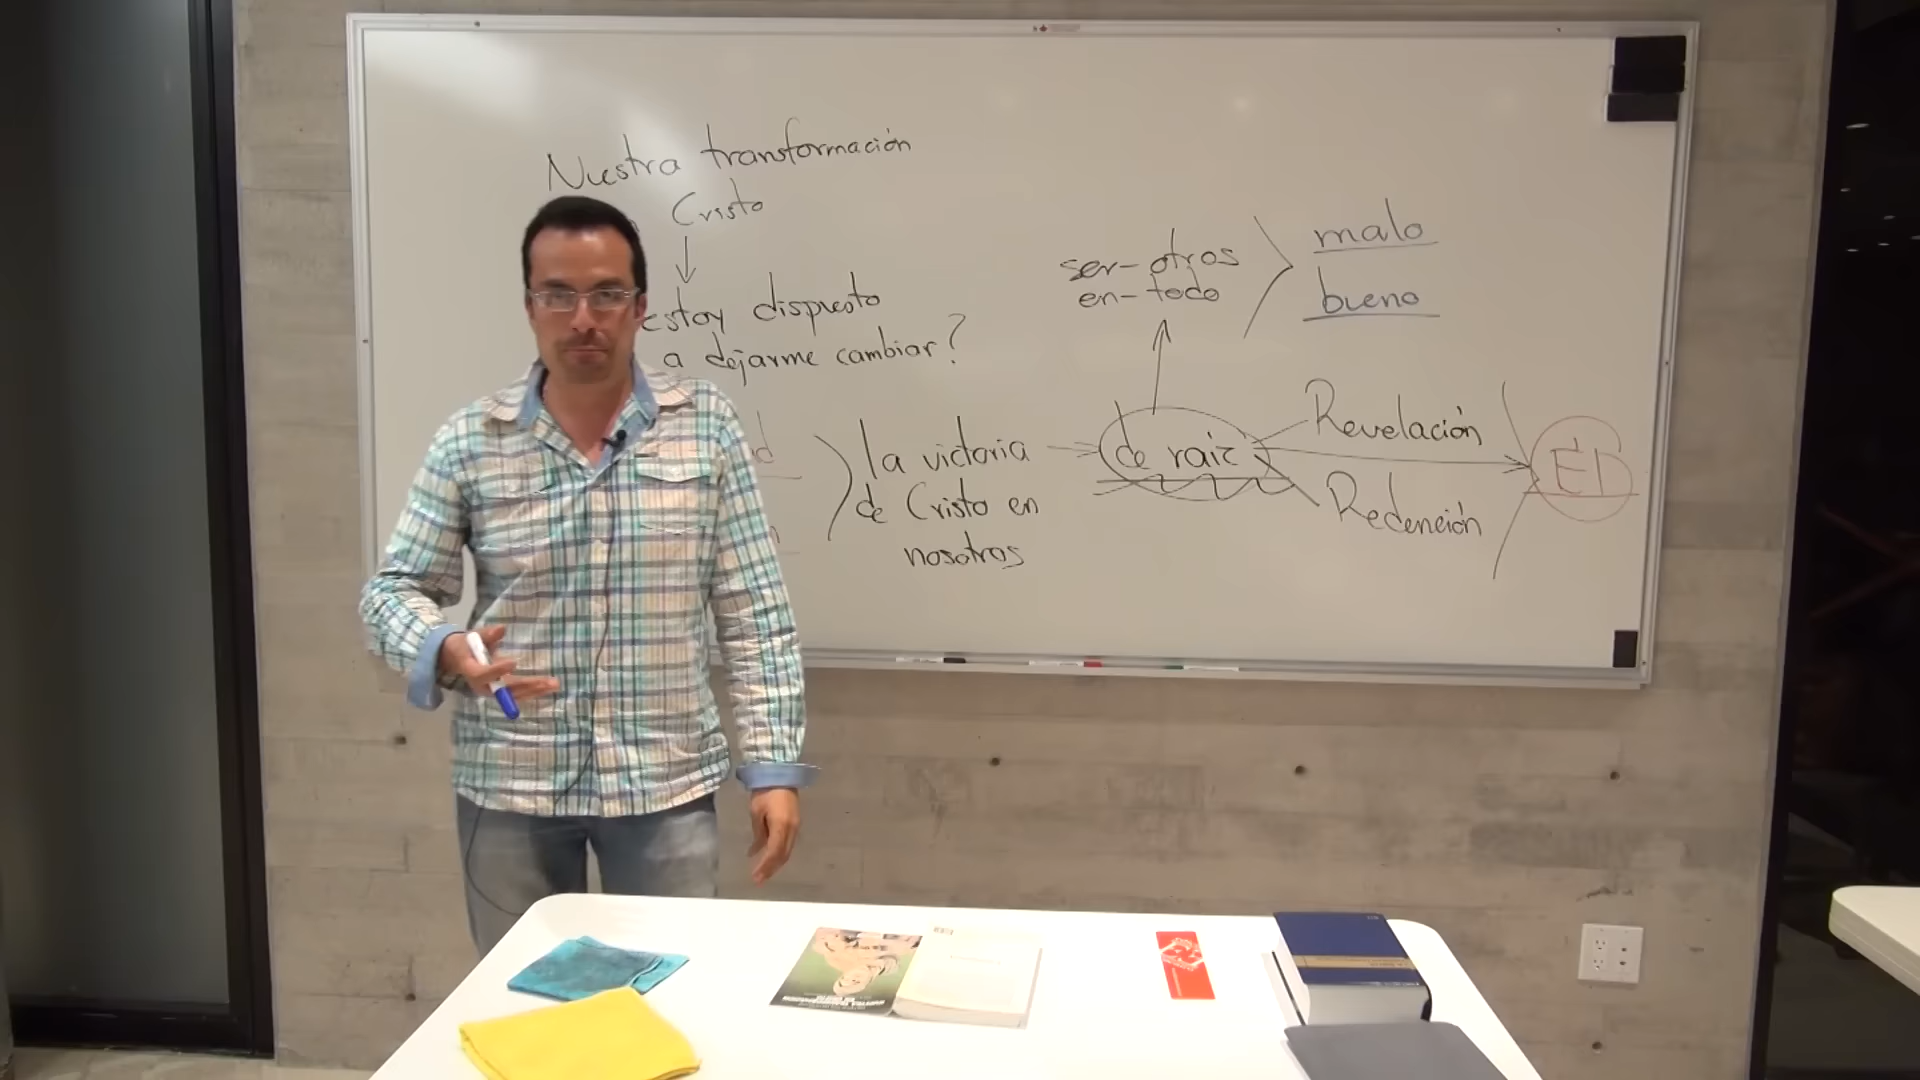 Nuestra transformación
Cristo
estoy dispuesto
a dejarme cambiar?
la victoria
de Cristo en
nosotros
de raiz
ser-otros
en-todo
malo
bueno
Revelación
Redención